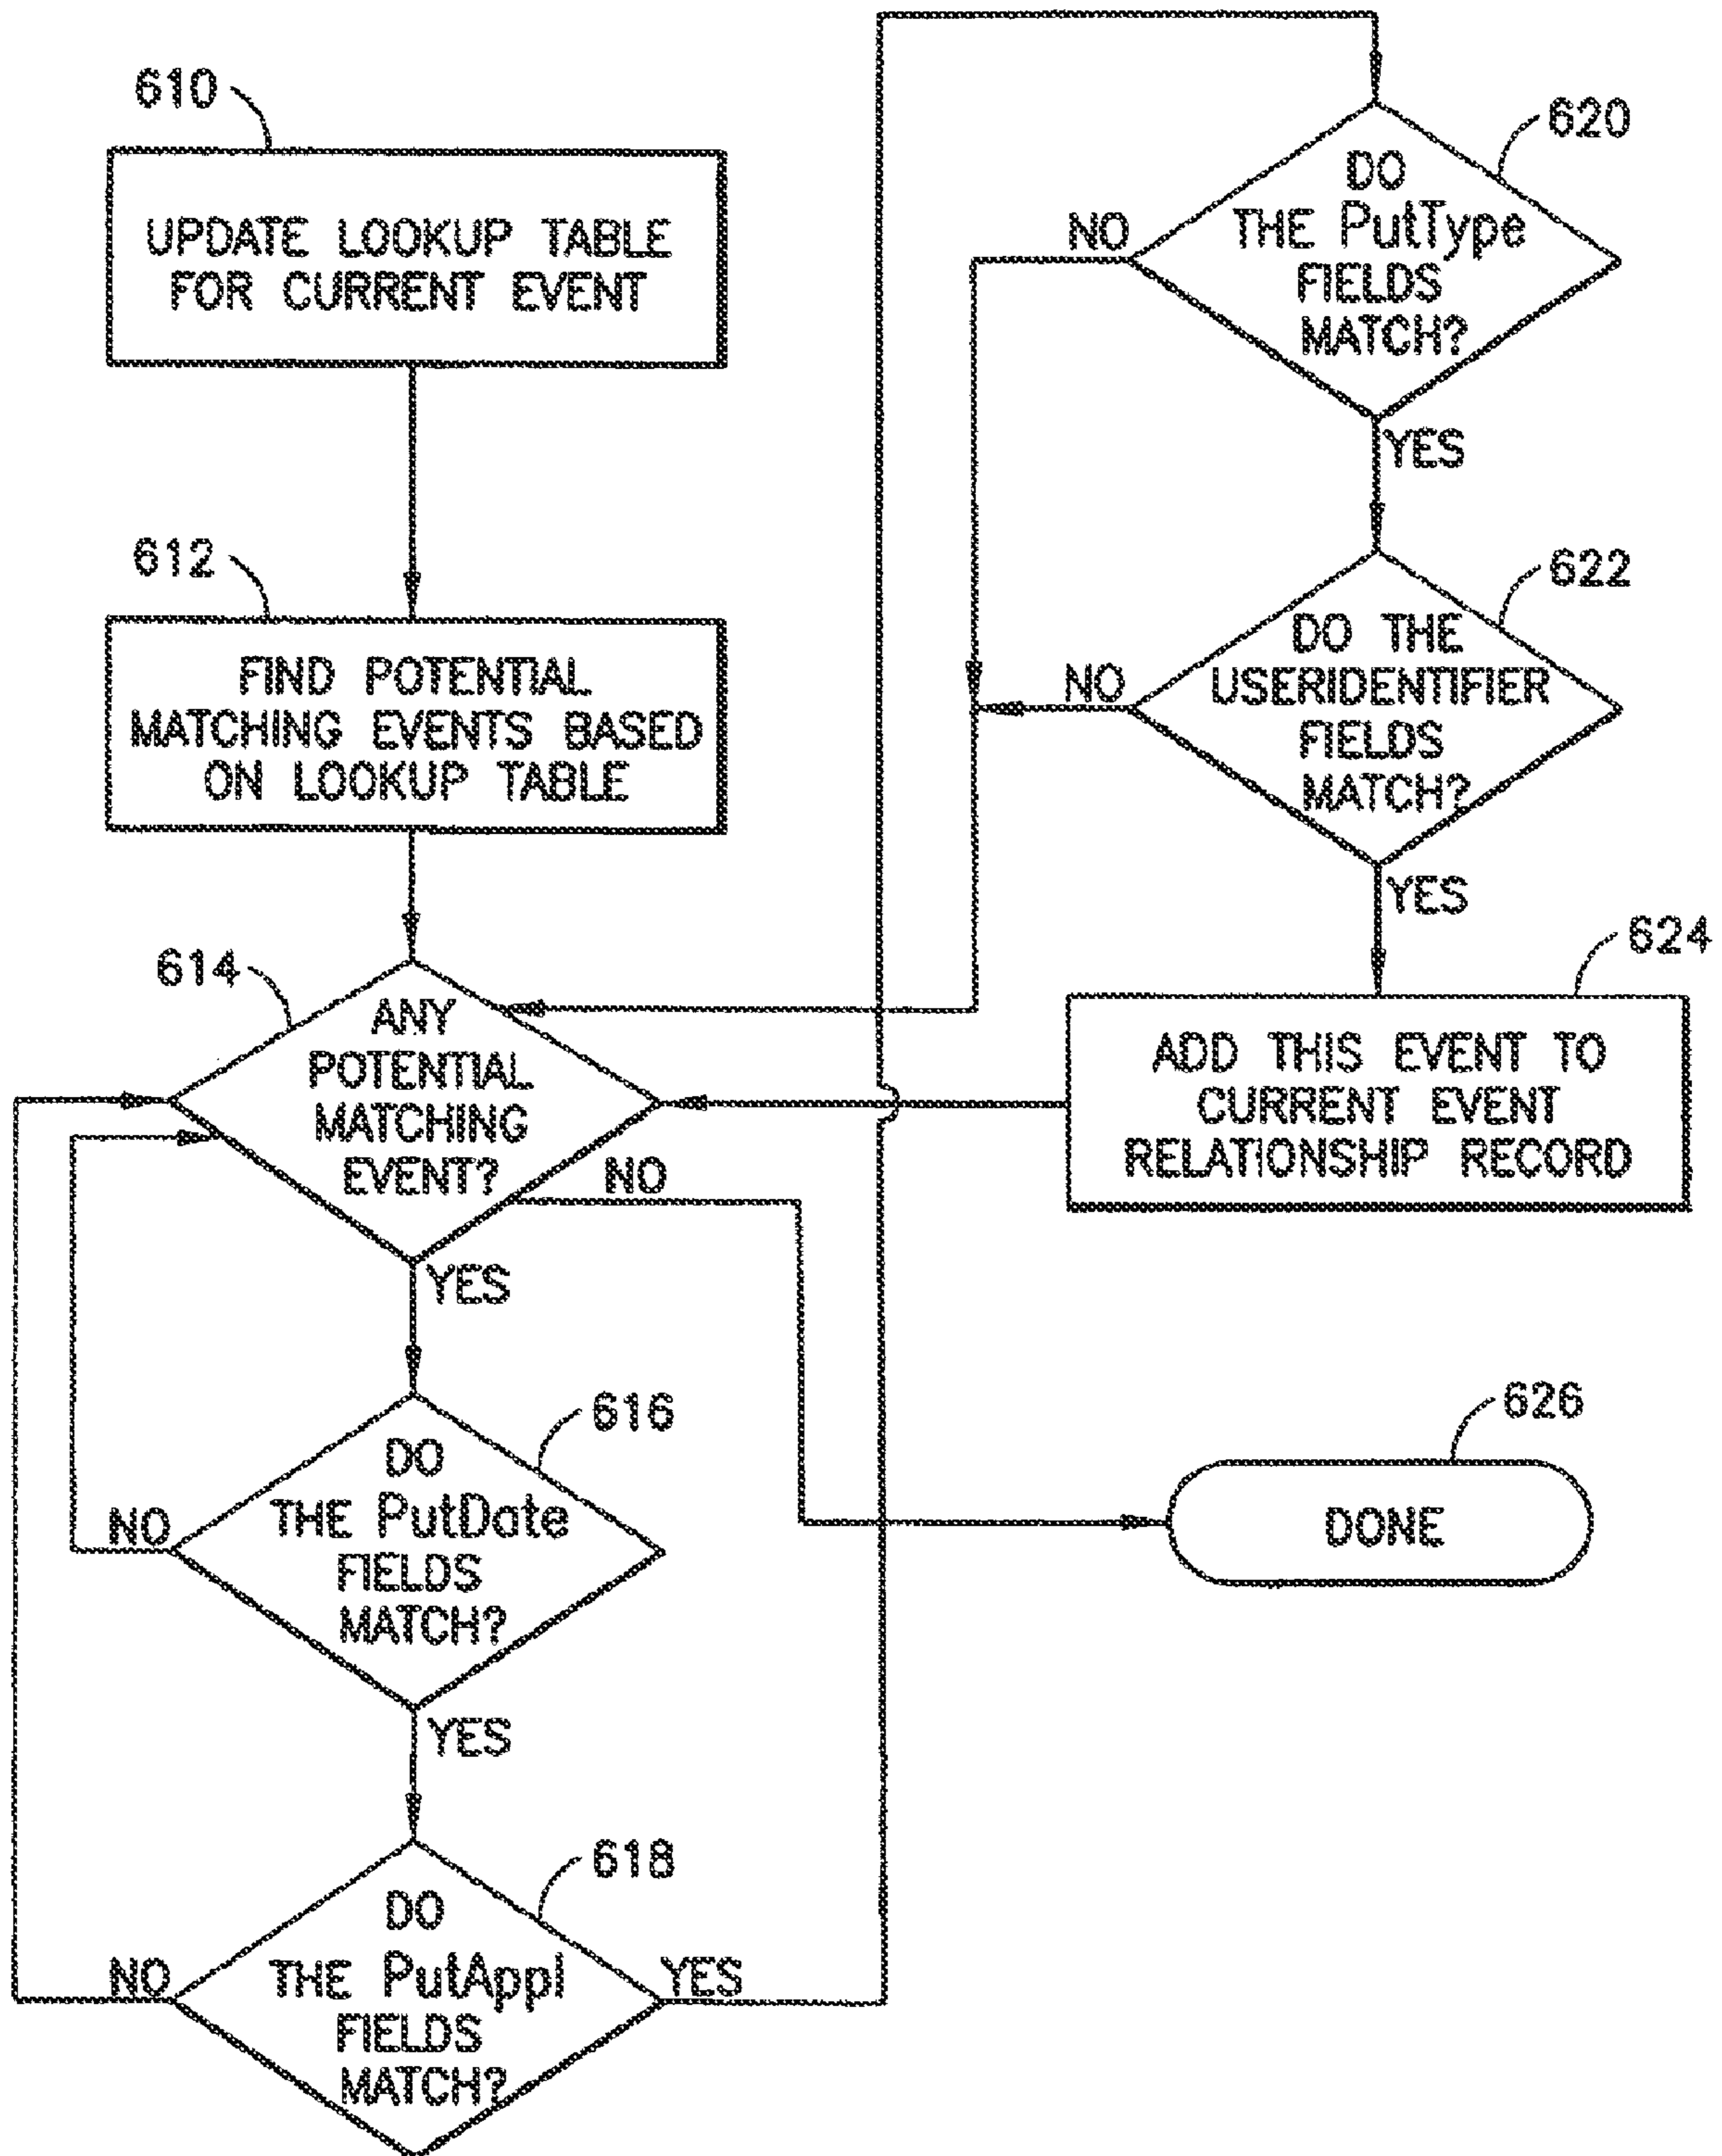 610
UPDATE LOOKUP TABLE
FOR CURRENT EVENT
612
FIND POTENTIAL
MATCHING EVENTS BASED
ON LOOKUP TABLE
614
ANY
POTENTIAL
MATCHING
EVENT?
NO
YES
616
DO
THE PutDate
FIELDS
MATCH?
NO
YES
618
DO
THE PutAppl
FIELDS
MATCH?
NO
YES
620
DO
THE PutType
FIELDS
MATCH?
NO
YES
622
DO THE
USERIDENTIFIER
FIELDS
MATCH?
NO
YES
624
ADD THIS EVENT TO
CURRENT EVENT
RELATIONSHIP RECORD
626
DONE